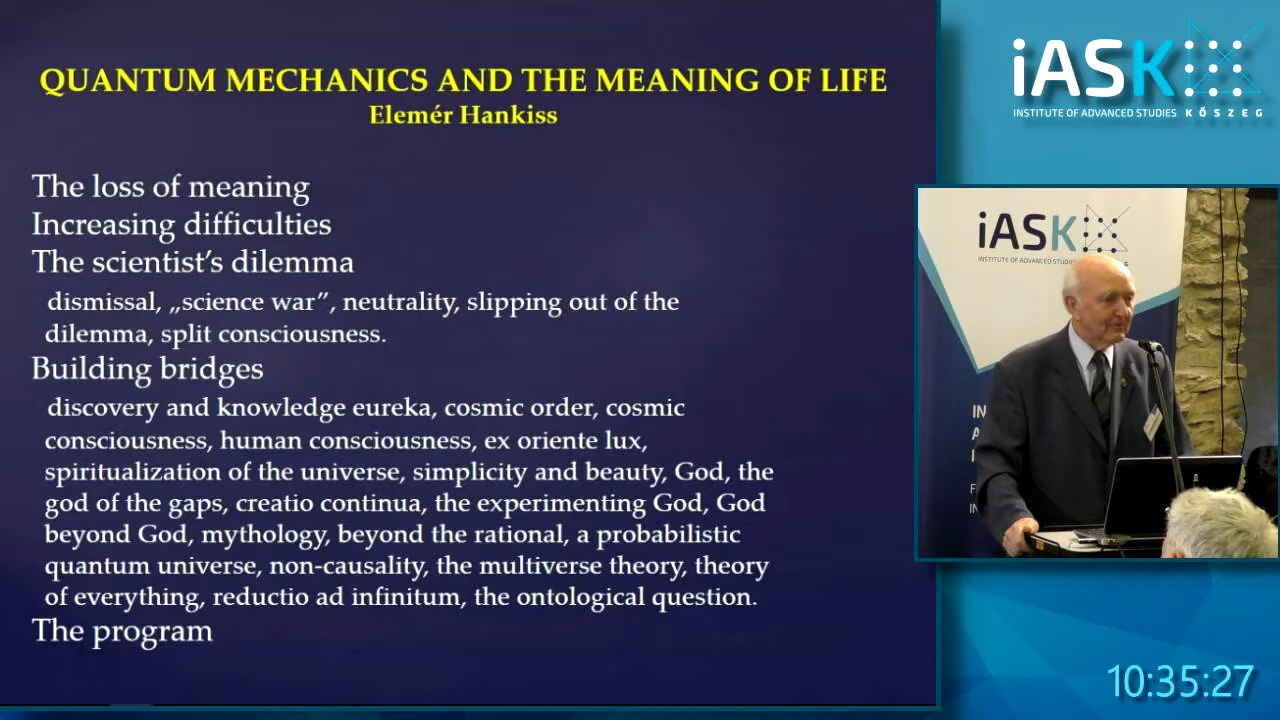 QUANTUM MECHANICS AND THE MEANING OF LIFE
Elemér Hankiss
The loss of meaning
Increasing difficulties
The scientist's dilemma
dismissal, „science war”, neutrality, slipping out of the
dilemma, split consciousness.
Building bridges
discovery and knowledge eureka, cosmic order, cosmic
consciousness, human consciousness, ex oriente lux,
spiritualization of the universe, simplicity and beauty, God, the
god of the gaps, creatio continua, the experimenting God, God
beyond God, mythology, beyond the rational, a probabilistic
quantum universe, non-causality, the multiverse theory, theory
of everything, reductio ad infinitum, the ontological question.
The program
iASK
INSTITUTE OF ADVANCED STUDIES KŐSZEG
iASK
INSTITUTE OF ADVANCED STUDIES
10:35:27